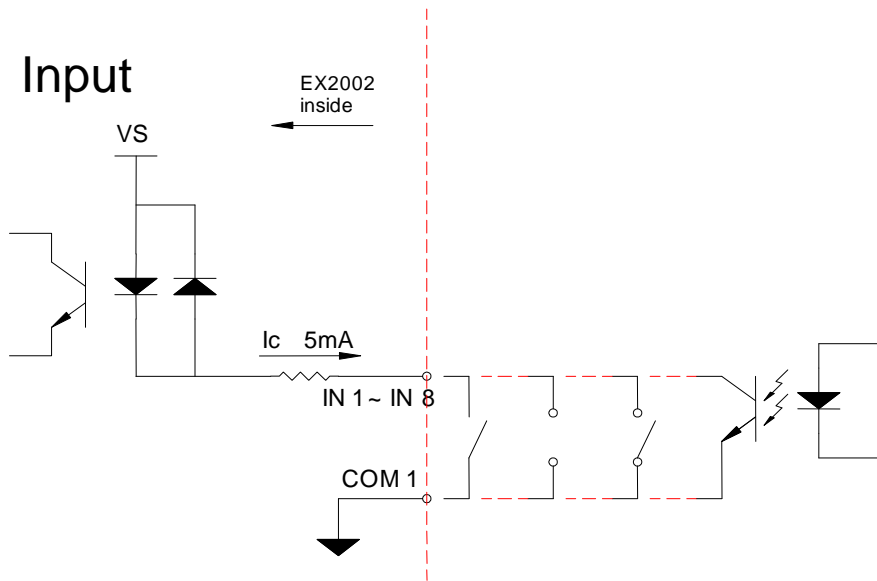 Input
EX2002
inside
VS
Ic 5mA
IN 1 ~ IN 8
COM 1